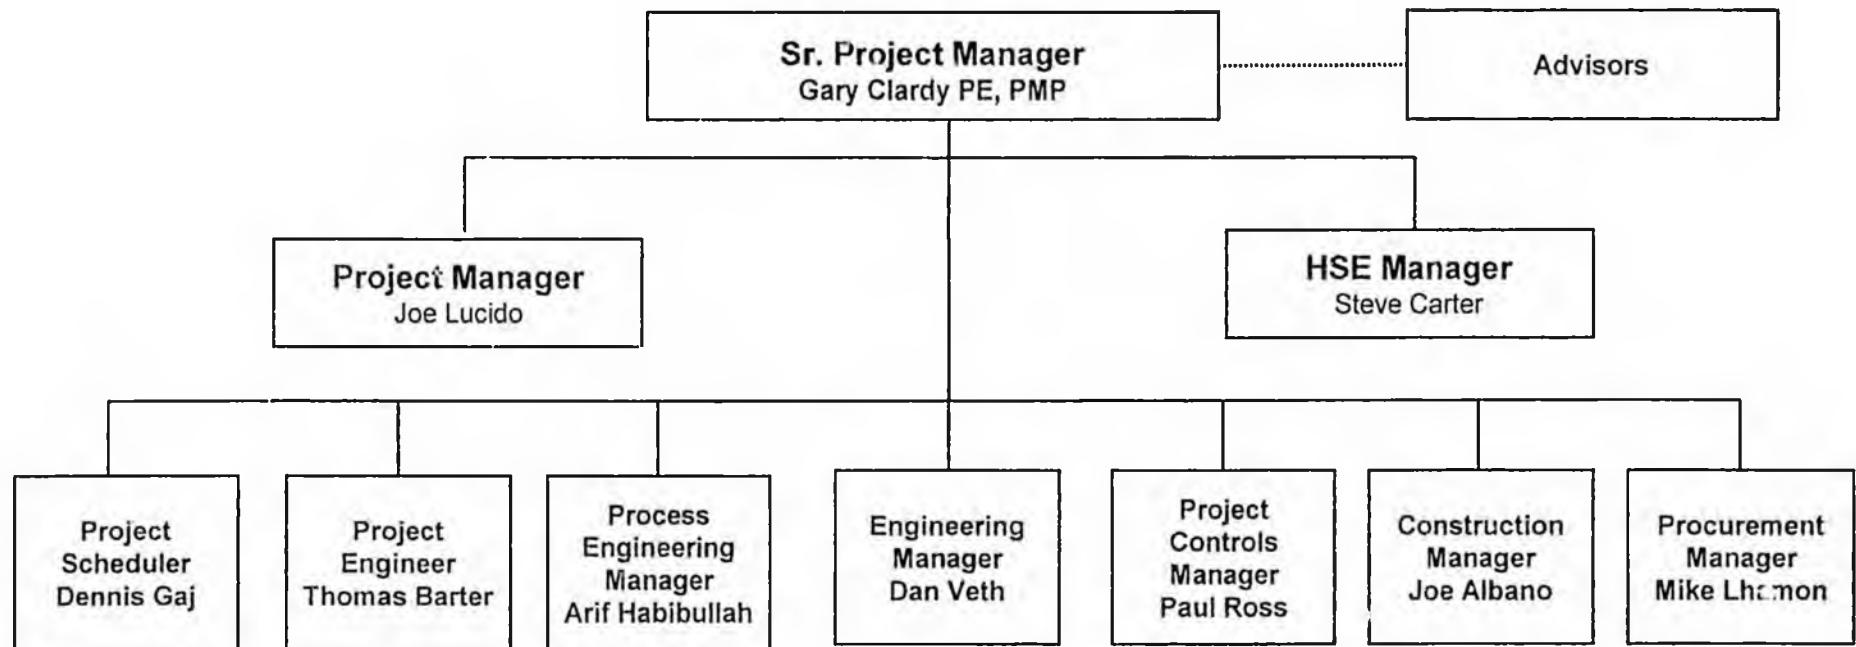 Sr. Project Manager
Gary Clardy PE, PMP
Advisors
Project Manager
Joe Lucido
HSE Manager
Steve Carter
Project
Scheduler
Dennis Gaj
Project
Engineer
Thomas Barter
Process
Engineering
Manager
Arif Habibullah
Engineering
Manager
Dan Veth
Project
Controls
Manager
Paul Ross
Construction
Manager
Joe Albano
Procurement
Manager
Mike